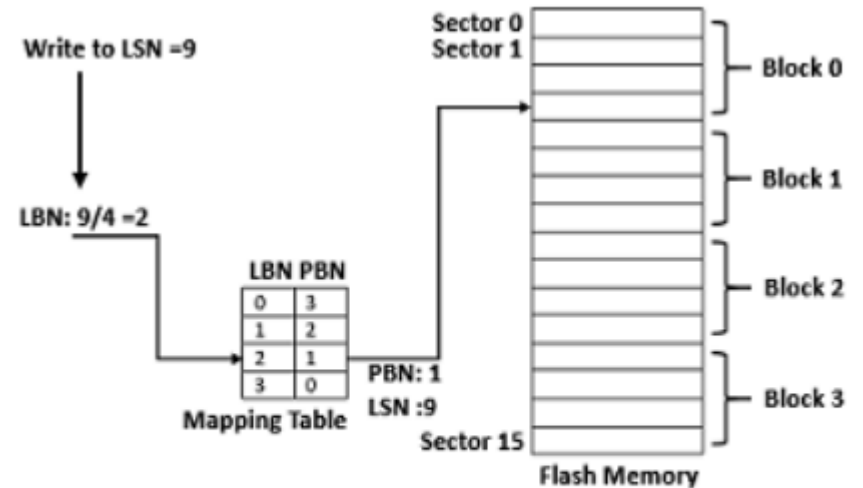 Write to LSN =9
LBN: 9/4 =2
LBN PBN
0 3
1 2
2 1
3 0
Mapping Table
PBN: 1
LSN :9
Sector 0
Sector 1
Sector 15
Block 0
Block 1
Block 2
Block 3
Flash Memory